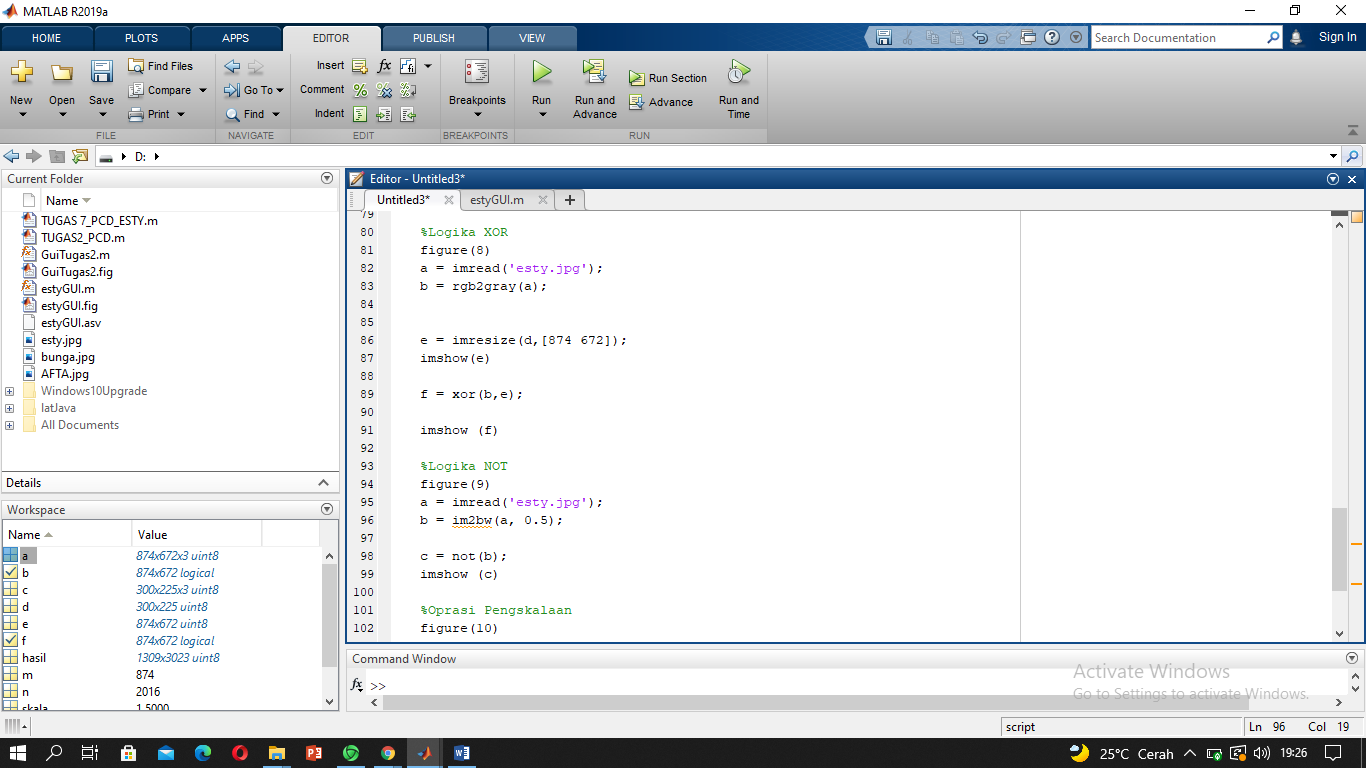 MATLAB R2019a
HOME PLOTS APPS EDITOR PUBLISH VIEW
Search Documentation
Sign In
New
Open
Save
Find Files
Compare
Print
FILE
Go To
Find
NAVIGATE
Insert
fx
Comment
Indent
EDIT
Breakpoints
BREAKPOINTS
Run
Run and
Advance
Run Section
Advance
Run and
Time
RUN
D:
Current Folder
Name
TUGAS 7_PCD_ESTY.m
TUGAS2_PCD.m
GuiTugas2.m
GuiTugas2.fig
estyGUI.m
estyGUI.fig
estyGUI.asv
esty.jpg
bunga.jpg
AFTA.jpg
Windows10Upgrade
latJava
All Documents
Details
Workspace
Name Value
a 874x672x3 uint8
b 874x672 logical
c 300x225x3 uint8
d 300x225 uint8
e 874x672 uint8
f 874x672 logical
hasil 1309x3023 uint8
m 874
n 2016
skala 1.5000
Editor - Untitled3*
Untitled3* estyGUI.m
79
80 %Logika XOR
81 figure(8)
82 a = imread('esty.jpg');
83 b = rgb2gray(a);
84
85
86 e = imresize(d,[874 672]);
87 imshow(e)
88
89 f = xor(b,e);
90
91 imshow (f)
92
93 %Logika NOT
94 figure(9)
95 a = imread('esty.jpg');
96 b = im2bw(a, 0.5);
97
98 c = not(b);
99 imshow (c)
100
101 %Oprasi Pengskalaan
102 figure(10)
Command Window
fx >>
Activate Windows
Go to Settings to activate Windows.
script
Ln 96 Col 19
25°C Cerah
19:26